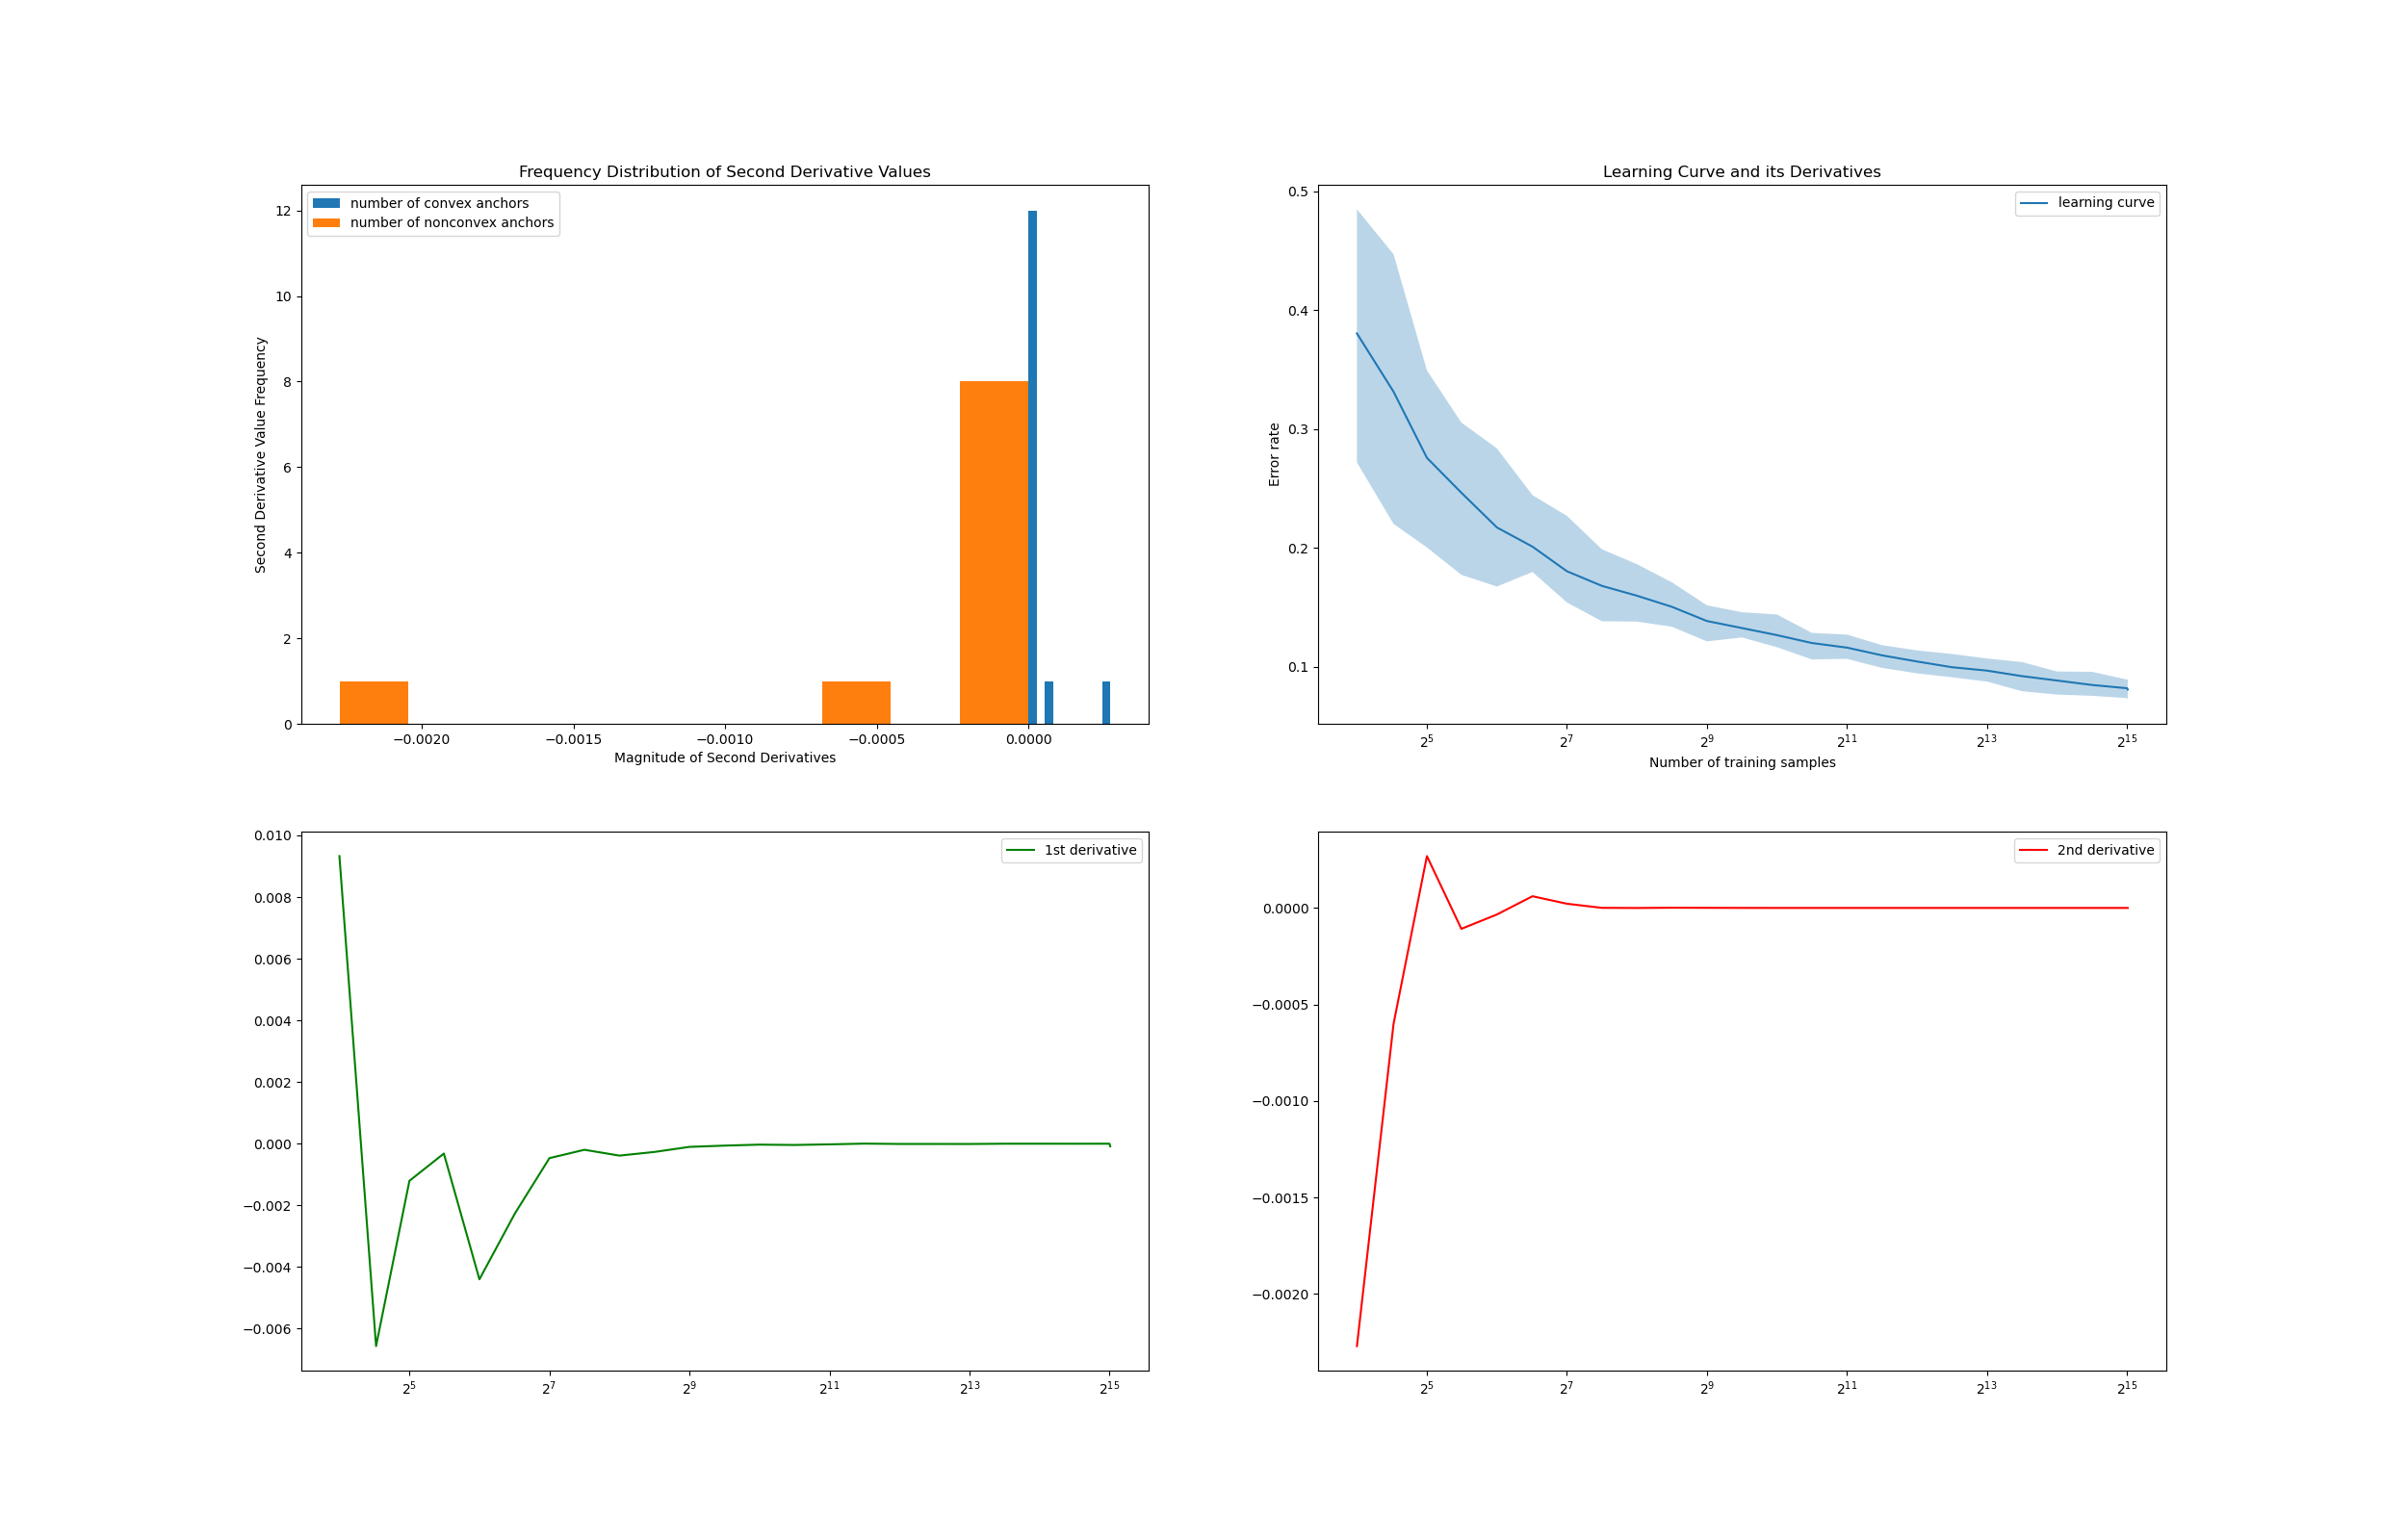 Frequency Distribution of Second Derivative Values
number of convex anchors
number of nonconvex anchors
12
10
8
6
4
2
0
Second Derivative Value Frequency
−0.0020 −0.0015 −0.0010 −0.0005 0.0000
Magnitude of Second Derivatives
Learning Curve and its Derivatives
learning curve
0.5
0.4
0.3
0.2
0.1
Error rate
2^5 2^7 2^9 2^11 2^13 2^15
Number of training samples
1st derivative
0.010
0.008
0.006
0.004
0.002
0.000
−0.002
−0.004
−0.006
2^5 2^7 2^9 2^11 2^13 2^15
2nd derivative
0.0000
−0.0005
−0.0010
−0.0015
−0.0020
2^5 2^7 2^9 2^11 2^13 2^15